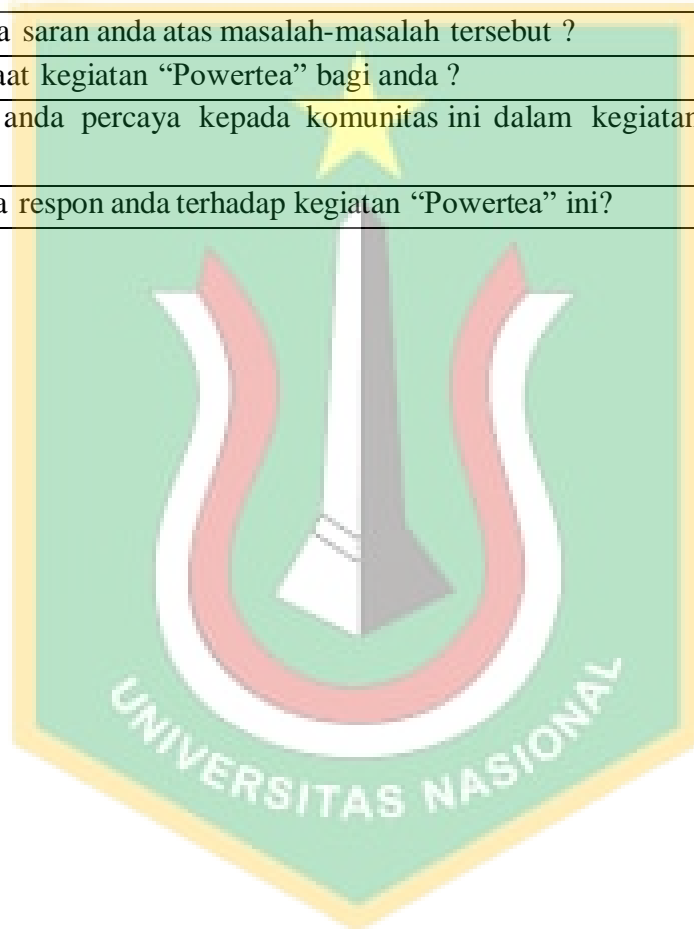 a saran anda atas masalah-masalah tersebut ?
aat kegiatan “Powertea” bagi anda ?
anda percaya kepada komunitas ini dalam kegiatan
a respon anda terhadap kegiatan “Powertea” ini?
UNIVERSITAS NASIONAL